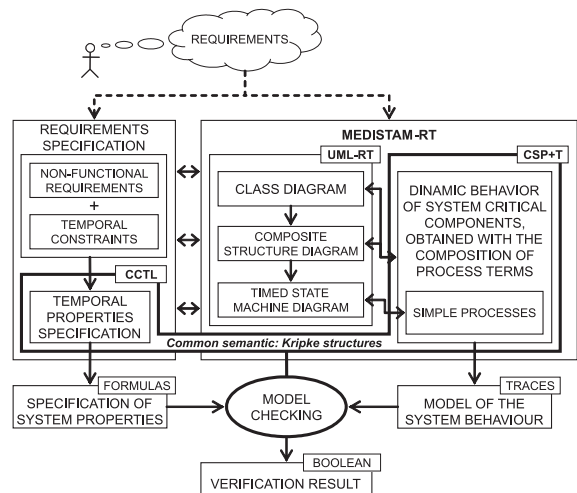 REQUIREMENTS
REQUIREMENTS
SPECIFICATION
NON-FUNCTIONAL
REQUIREMENTS
+
TEMPORAL
CONSTRAINTS
CCTL
TEMPORAL
PROPERTIES
SPECIFICATION
MEDISTAM-RT
UML-RT
CLASS DIAGRAM
COMPOSITE
STRUCTURE DIAGRAM
TIMED STATE
MACHINE DIAGRAM
CSP+T
DINAMIC BEHAVIOR
OF SYSTEM CRITICAL
COMPONENTS,
OBTAINED WITH THE
COMPOSITION OF
PROCESS TERMS
SIMPLE PROCESSES
Common semantic: Kripke structures
FORMULAS
SPECIFICATION OF
SYSTEM PROPERTIES
MODEL
CHECKING
TRACES
MODEL OF THE
SYSTEM BEHAVIOUR
BOOLEAN
VERIFICATION RESULT